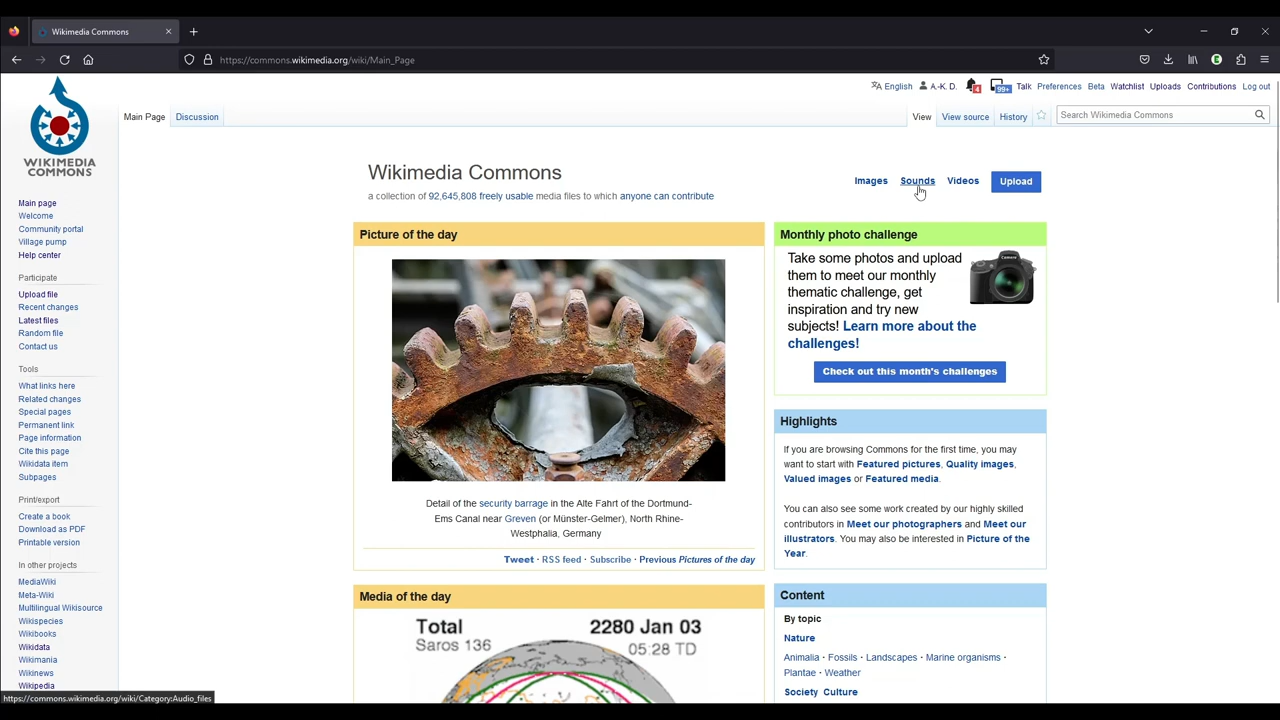 Wikimedia Commons
https://commons.wikimedia.org/wiki/Main_Page
English A.-K. D. 4 99+ Talk Preferences Beta Watchlist Uploads Contributions Log out
Main Page Discussion View View source History Search Wikimedia Commons
WIKIMEDIA
COMMONS
Main page
Welcome
Community portal
Village pump
Help center
Participate
Upload file
Recent changes
Latest files
Random file
Contact us
Tools
What links here
Related changes
Special pages
Permanent link
Page information
Cite this page
Wikidata item
Subpages
Print/export
Create a book
Download as PDF
Printable version
In other projects
MediaWiki
Meta-Wiki
Multilingual Wikisource
Wikispecies
Wikibooks
Wikidata
Wikimania
Wikinews
Wikipedia
https://commons.wikimedia.org/wiki/Category:Audio_files
Wikimedia Commons
a collection of 92,645,808 freely usable media files to which anyone can contribute
Images Sounds Videos Upload
Picture of the day
Detail of the security barrage in the Alte Fahrt of the Dortmund-
Ems Canal near Greven (or Münster-Gelmer), North Rhine-
Westphalia, Germany
Tweet · RSS feed · Subscribe · Previous Pictures of the day
Media of the day
Total 2280 Jan 03
Saros 136 05:28 TD
Monthly photo challenge
Take some photos and upload
them to meet our monthly
thematic challenge, get
inspiration and try new
subjects! Learn more about the
challenges!
Check out this month's challenges
Highlights
If you are browsing Commons for the first time, you may
want to start with Featured pictures, Quality images,
Valued images or Featured media.
You can also see some work created by our highly skilled
contributors in Meet our photographers and Meet our
illustrators. You may also be interested in Picture of the
Year.
Content
By topic
Nature
Animalia · Fossils · Landscapes · Marine organisms ·
Plantae · Weather
Society Culture